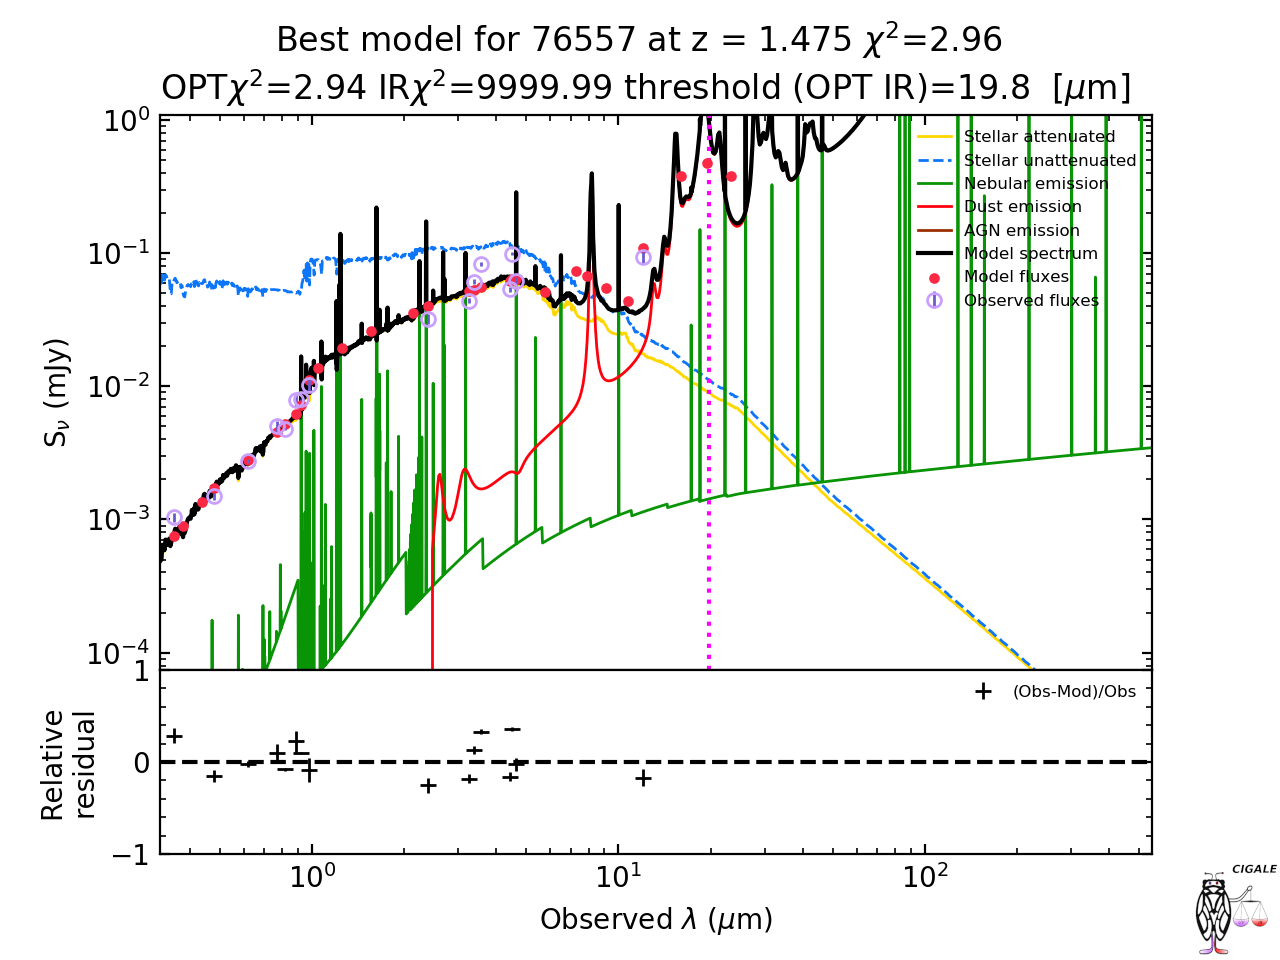 Best model for 76557 at z = 1.475 χ²=2.96
OPTχ²=2.94 IRχ²=9999.99 threshold (OPT IR)=19.8 [μm]
10⁰
10⁻¹
10⁻²
10⁻³
10⁻⁴
Sν (mJy)
Stellar attenuated
Stellar unattenuated
Nebular emission
Dust emission
AGN emission
Model spectrum
Model fluxes
Observed fluxes
1
0
−1
Relative
residual
(Obs-Mod)/Obs
10⁰
10¹
10²
Observed λ (μm)
CIGALE